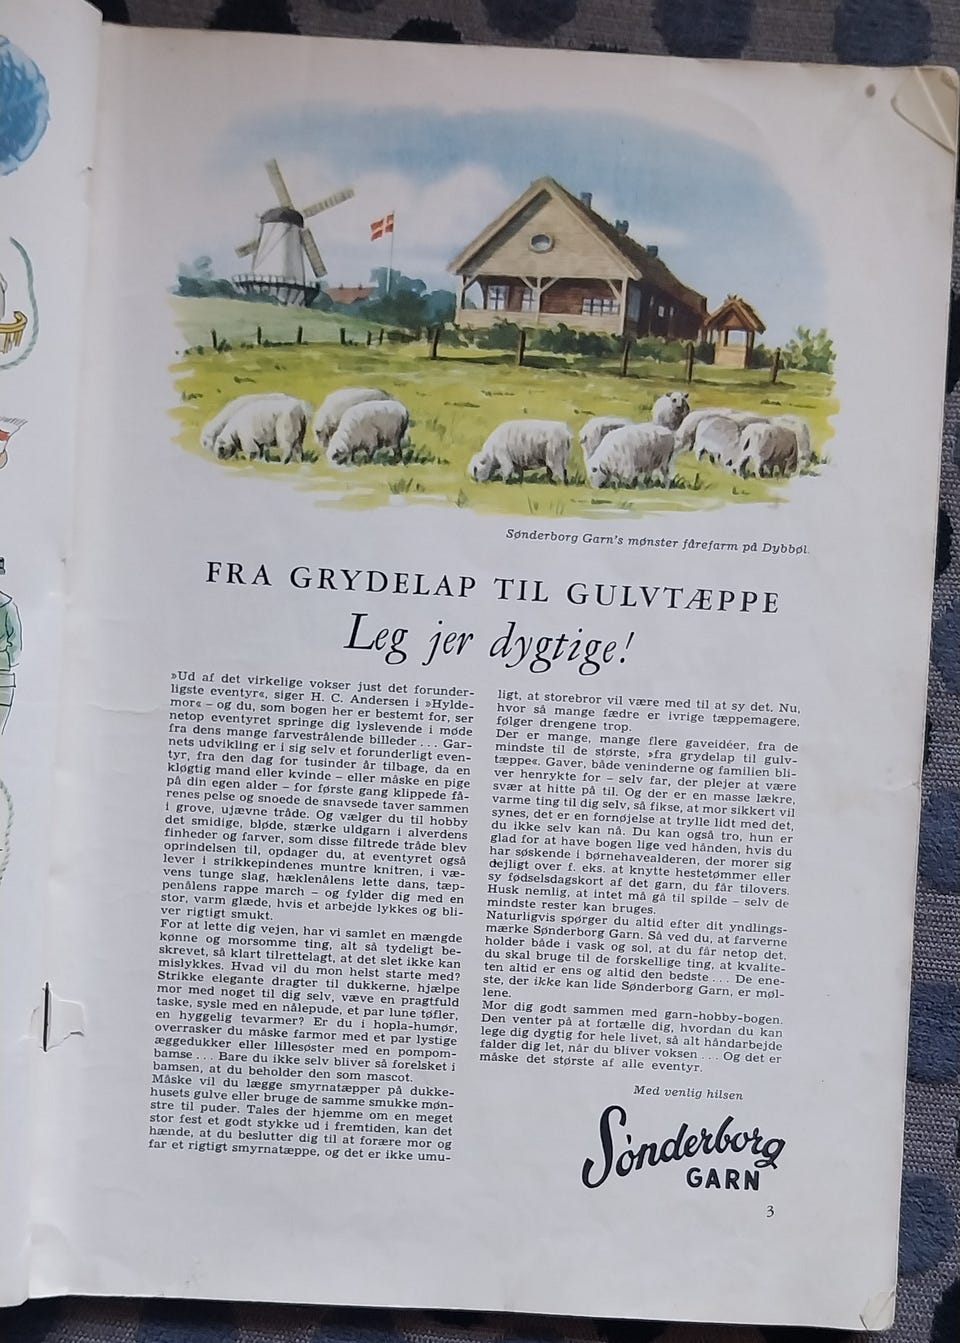 Sønderborg Garn's mønster fårefarm på Dybbøl.
FRA GRYDELAP TIL GULVTÆPPE
Leg jer dygtige!
»Ud af det virkelige vokser just det forunder-
ligste eventyr«, siger H. C. Andersen i »Hylde-
mor« – og du, som bogen her er bestemt for, ser
netop eventyret springe dig lyslevende i møde
fra dens mange farvestrålende billeder ... Gar-
nets udvikling er i sig selv et forunderligt even-
tyr, fra den dag for tusinder år tilbage, da en
kløgtig mand eller kvinde – eller måske en pige
på din egen alder – for første gang klippede få-
renes pelse og snoede de snavsede taver sammen
i grove, ujævne tråde. Og vælger du til hobby
det smidige, bløde, stærke uldgarn i alverdens
finheder og farver, som disse filtrede tråde blev
oprindelsen til, opdager du, at eventyret også
lever i strikkepindenes muntre knitren, i væ-
vens tunge slag, hæklenålens lette dans, tæp-
penålens rappe march – og fylder dig med en
stor, varm glæde, hvis et arbejde lykkes og bli-
ver rigtigt smukt.
For at lette dig vejen, har vi samlet en mængde
kønne og morsomme ting, alt så tydeligt be-
skrevet, så klart tilrettelagt, at det slet ikke kan
mislykkes. Hvad vil du mon helst starte med?
Strikke elegante dragter til dukkerne, hjælpe
mor med noget til dig selv, væve en pragtfuld
taske, sysle med en nålepude, et par lune tøfler,
en hyggelig tevarmer? Er du i hopla-humør,
overrasker du måske farmor med et par lystige
æggedukker eller lillesøster med en pompom-
bamse ... Bare du ikke selv bliver så forelsket i
bamsen, at du beholder den som mascot.
Måske vil du lægge smyrnatæpper på dukke-
husets gulve eller bruge de samme smukke møn-
stre til puder. Tales der hjemme om en meget
stor fest et godt stykke ud i fremtiden, kan det
hænde, at du beslutter dig til at forære mor og
far et rigtigt smyrnatæppe, og det er ikke umu-
ligt, at storebror vil være med til at sy det. Nu,
hvor så mange fædre er ivrige tæppemagere,
følger drengene trop.
Der er mange, mange flere gaveidéer, fra de
mindste til de største, »fra grydelap til gulv-
tæppe«. Gaver, både veninderne og familien bli-
ver henrykte for – selv far, der plejer at være
svær at hitte på til. Og der er en masse lækre,
varme ting til dig selv, så fikse, at mor sikkert vil
synes, det er en fornøjelse at trylle lidt med det,
du ikke selv kan nå. Du kan også tro, hun er
glad for at have bogen lige ved hånden, hvis du
har søskende i børnehavealderen, der morer sig
dejligt over f. eks. at knytte hestetømmer eller
sy fødselsdagskort af det garn, du får tilovers.
Husk nemlig, at intet må gå til spilde – selv de
mindste rester kan bruges.
Naturligvis spørger du altid efter dit yndlings-
mærke Sønderborg Garn. Så ved du, at farverne
holder både i vask og sol, at du får netop det,
du skal bruge til de forskellige ting, at kvalite-
ten altid er ens og altid den bedste ... De ene-
ste, der ikke kan lide Sønderborg Garn, er møl-
lene.
Mor dig godt sammen med garn-hobby-bogen.
Den venter på at fortælle dig, hvordan du kan
lege dig dygtig for hele livet, så alt håndarbejde
falder dig let, når du bliver voksen ... Og det er
måske det største af alle eventyr.
Med venlig hilsen
Sønderborg
GARN
3